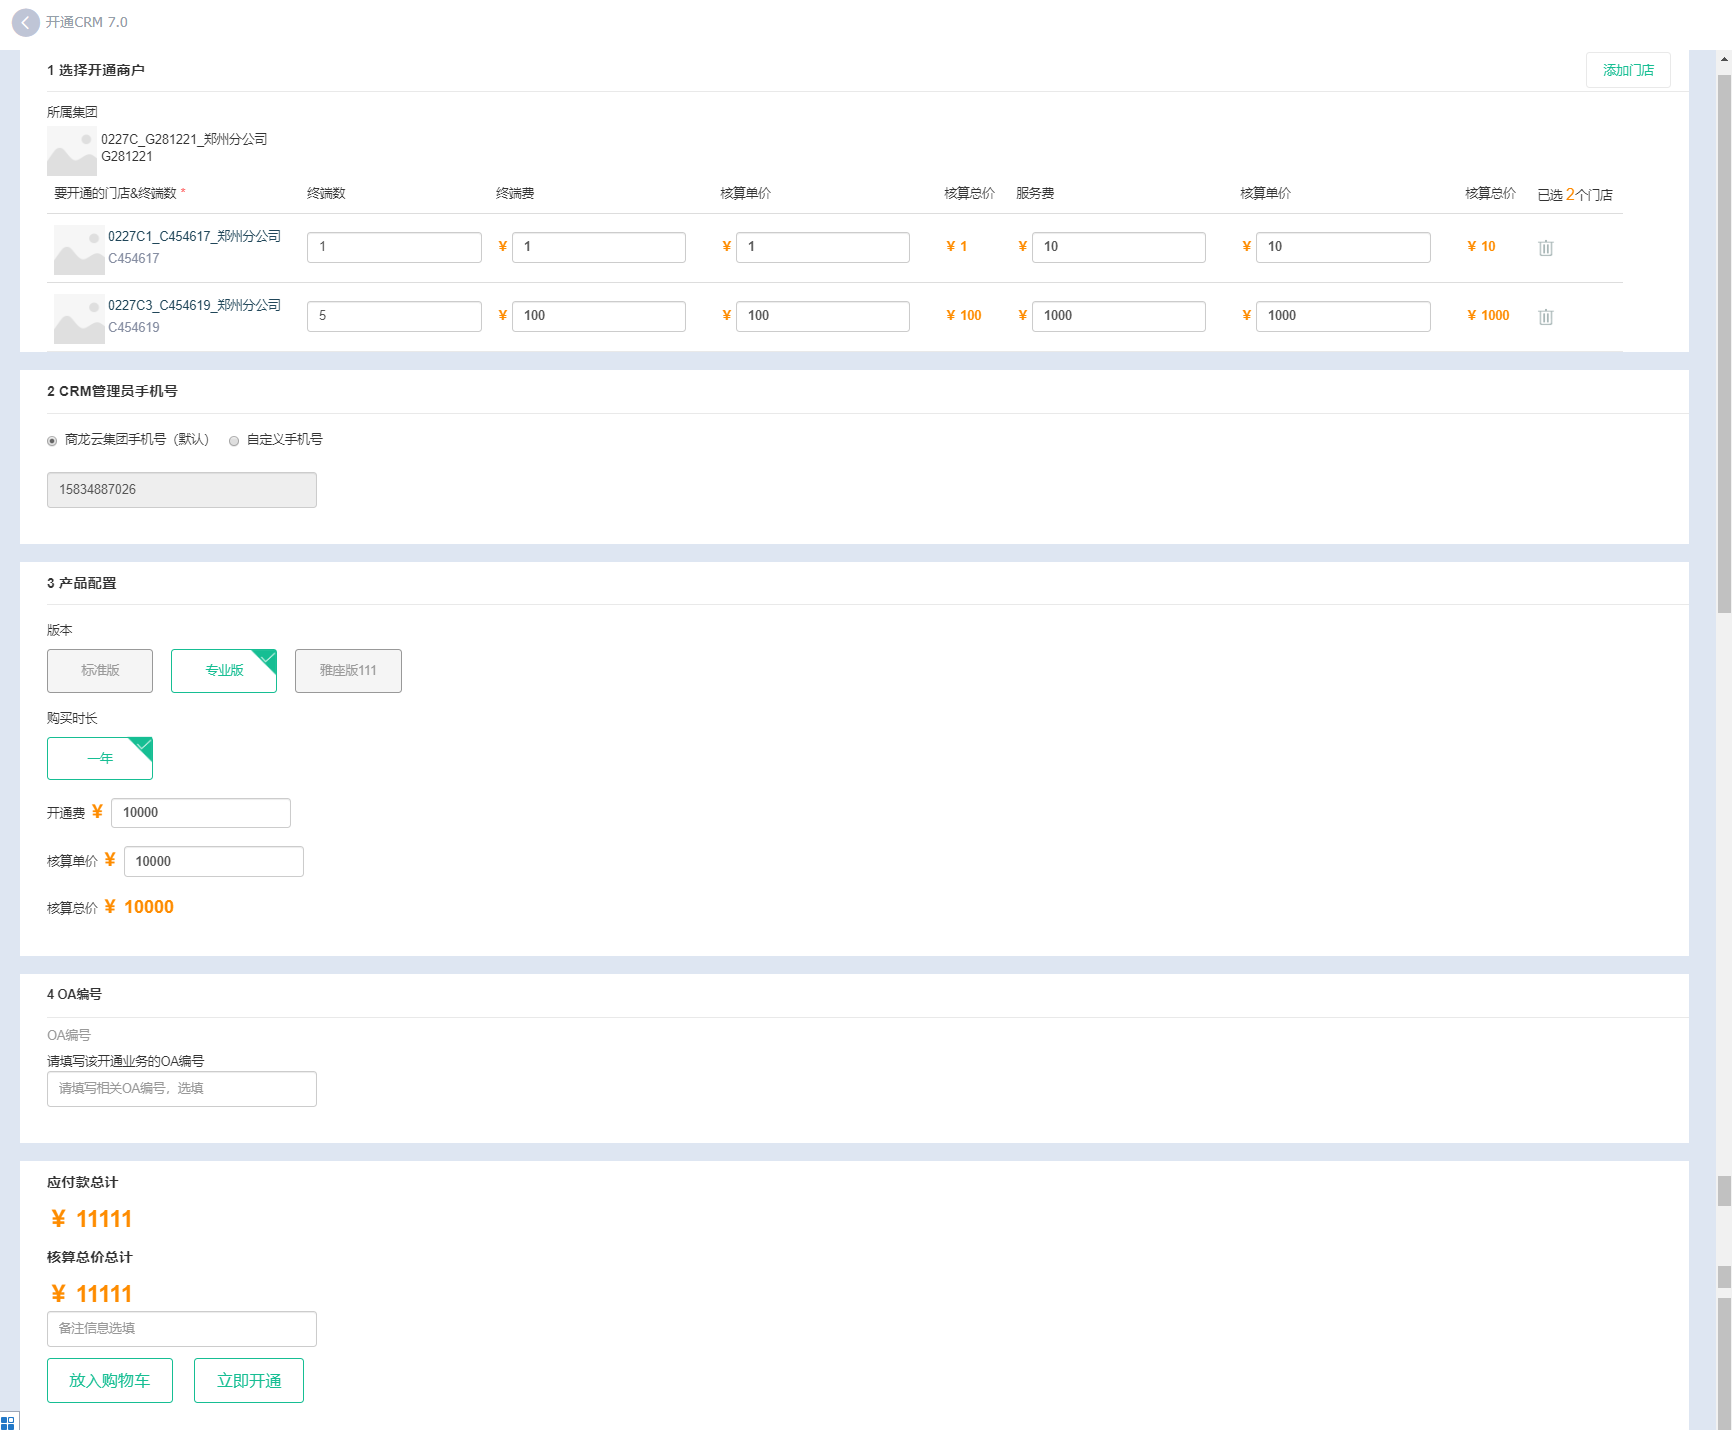 开通CRM 7.0
1 选择开通商户
添加门店
所属集团
0227C_G281221_郑州分公司
G281221
要开通的门店&终端数 * 终端数 终端费 核算单价 核算总价 服务费 核算单价 核算总价 已选 2个门店
0227C1_C454617_郑州分公司
C454617
1 ¥ 1 ¥ 1 ¥ 1 ¥ 10 ¥ 10 ¥ 10
0227C3_C454619_郑州分公司
C454619
5 ¥ 100 ¥ 100 ¥ 100 ¥ 1000 ¥ 1000 ¥ 1000
2 CRM管理员手机号
商龙云集团手机号（默认） 自定义手机号
15834887026
3 产品配置
版本
标准版 专业版 雅座版111
购买时长
一年
开通费 ¥ 10000
核算单价 ¥ 10000
核算总价 ¥ 10000
4 OA编号
OA编号
请填写该开通业务的OA编号
请填写相关OA编号，选填
应付款总计
¥ 11111
核算总价总计
¥ 11111
备注信息选填
放入购物车 立即开通